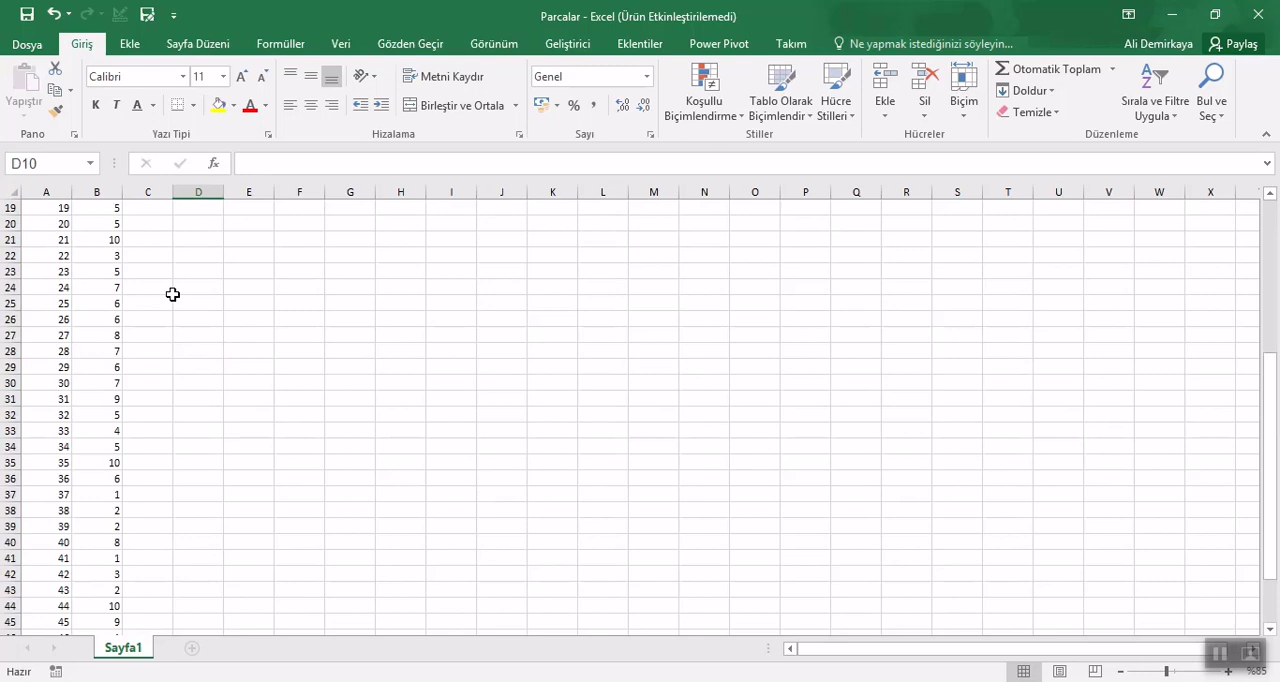 Parcalar - Excel (Ürün Etkinleştirilemedi)
Dosya Giriş Ekle Sayfa Düzeni Formüller Veri Gözden Geçir Görünüm Geliştirici Eklentiler Power Pivot Takım Ne yapmak istediğinizi söyleyin... Ali Demirkaya Paylaş
Yapıştır
Calibri 11
K T A A
Metni Kaydır
Birleştir ve Ortala
Genel
%
Koşullu Biçimlendirme
Tablo Olarak Biçimlendir
Hücre Stilleri
Ekle
Sil
Biçim
Otomatik Toplam
Doldur
Temizle
Sırala ve Filtre Uygula
Bul ve Seç
Pano Yazı Tipi Hizalama Sayı Stiller Hücreler Düzenleme
D10 fx
A B C D E F G H I J K L M N O P Q R S T U V W X
19 19 5
20 20 5
21 21 10
22 22 3
23 23 5
24 24 7
25 25 6
26 26 6
27 27 8
28 28 7
29 29 6
30 30 7
31 31 9
32 32 5
33 33 4
34 34 5
35 35 10
36 36 6
37 37 1
38 38 2
39 39 2
40 40 8
41 41 1
42 42 3
43 43 2
44 44 10
45 45 9
Sayfa1
Hazır %85